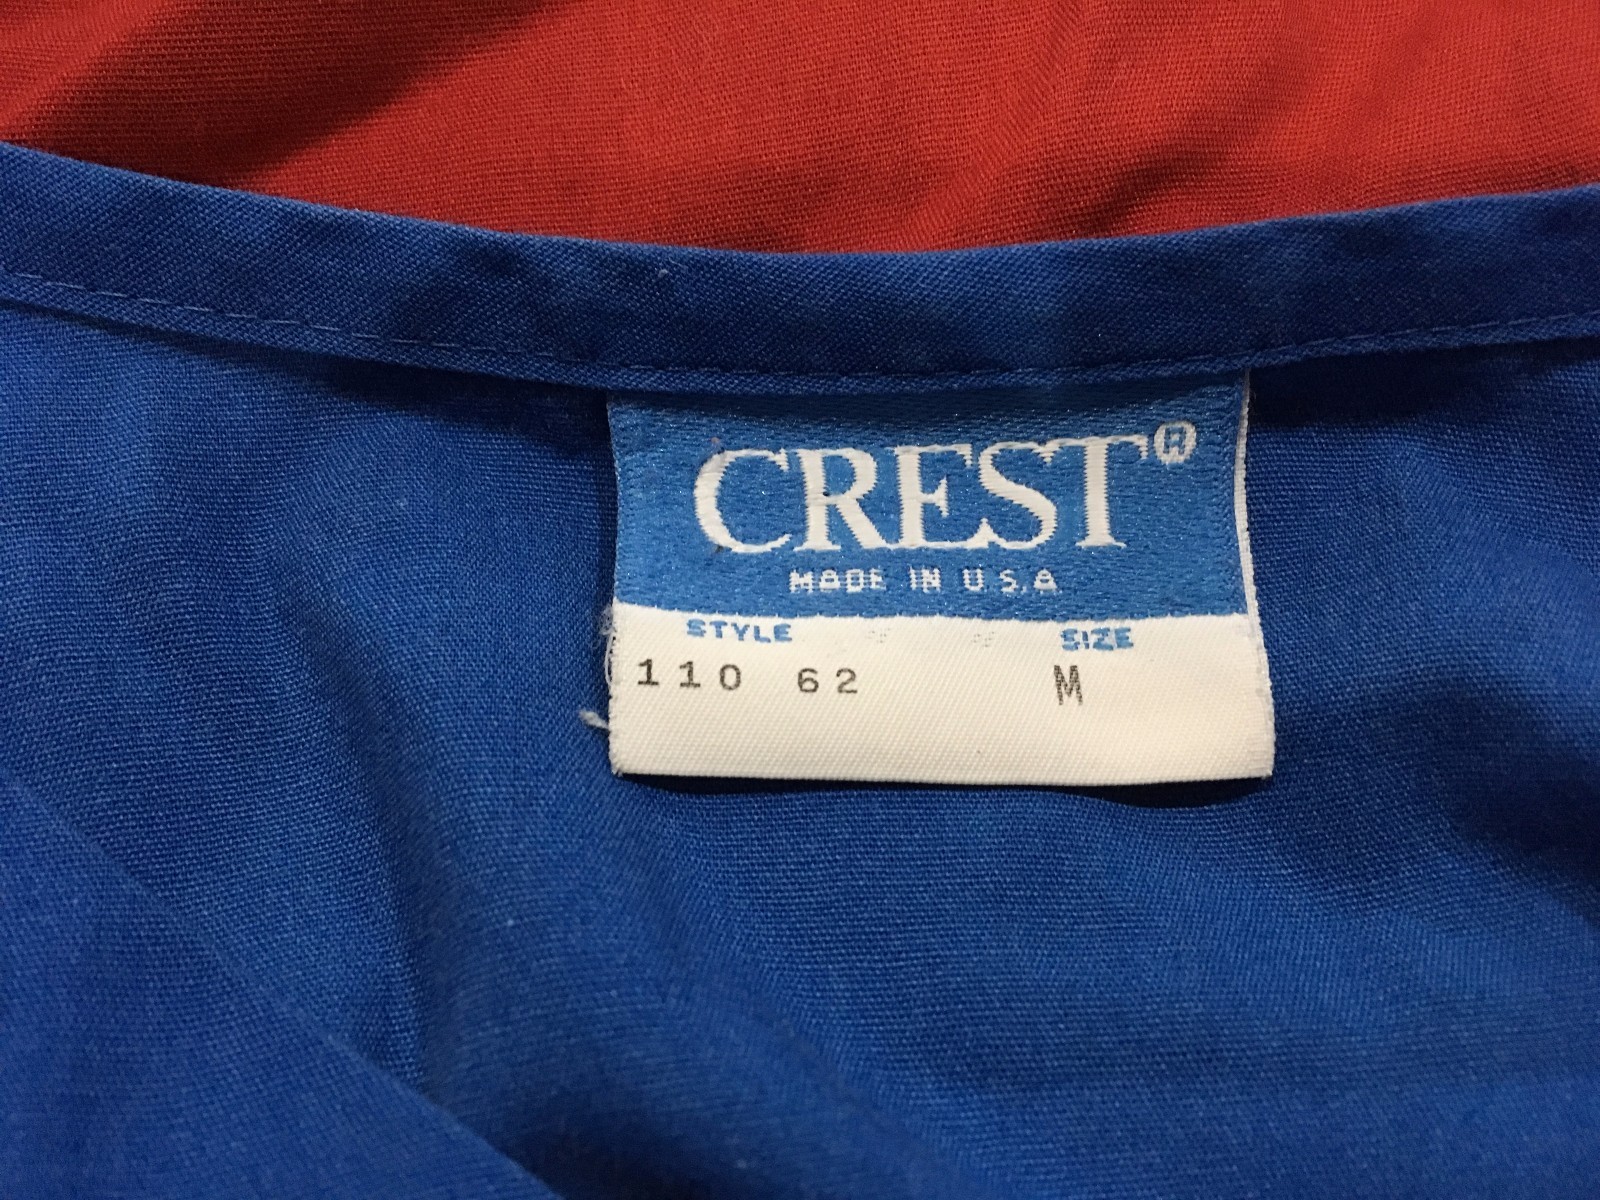 CREST®
MADE IN U.S.A
STYLE SIZE
110 62 M